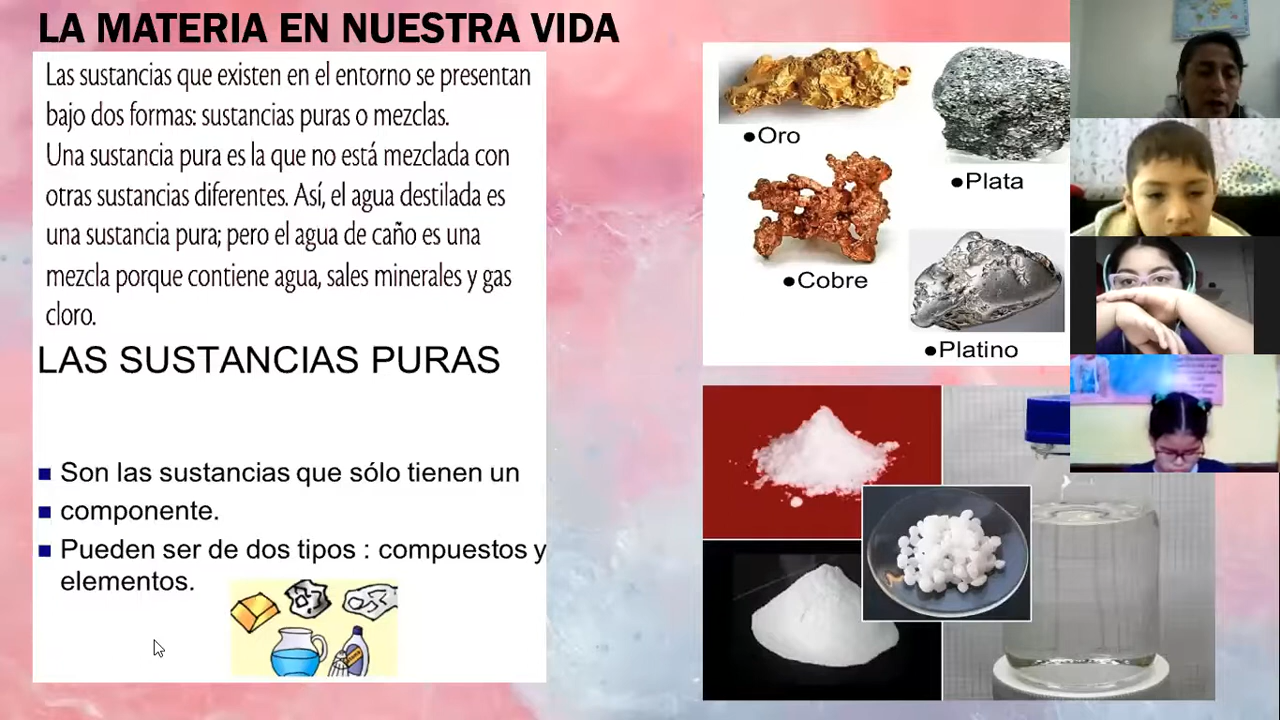 LA MATERIA EN NUESTRA VIDA
Las sustancias que existen en el entorno se presentan
bajo dos formas: sustancias puras o mezclas.
Una sustancia pura es la que no está mezclada con
otras sustancias diferentes. Así, el agua destilada es
una sustancia pura; pero el agua de caño es una
mezcla porque contiene agua, sales minerales y gas
cloro.
LAS SUSTANCIAS PURAS
■ Son las sustancias que sólo tienen un
■ componente.
■ Pueden ser de dos tipos : compuestos y
elementos.
●Oro
●Plata
●Cobre
●Platino